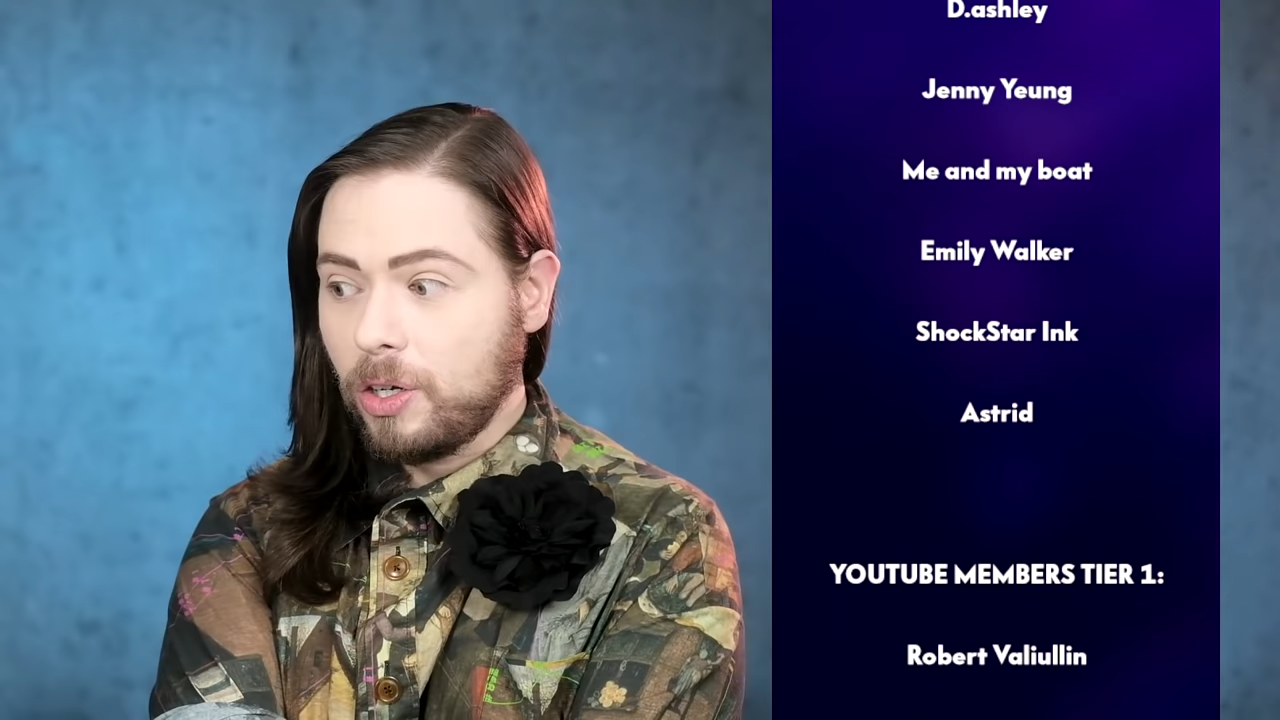 D.ashley
Jenny Yeung
Me and my boat
Emily Walker
ShockStar Ink
Astrid
YOUTUBE MEMBERS TIER 1:
Robert Valiullin